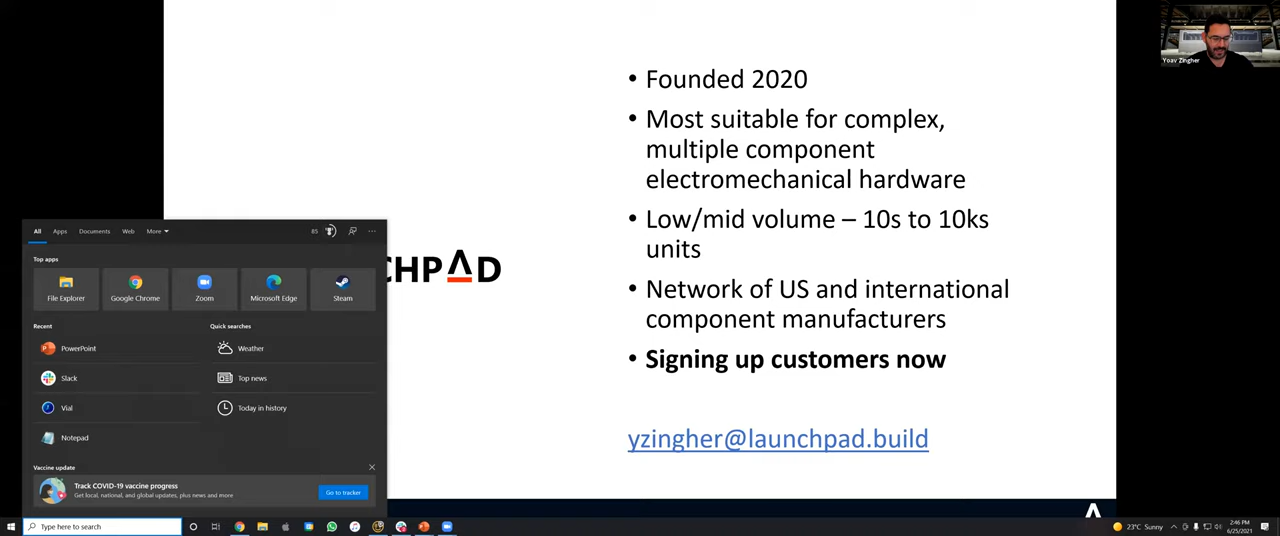 Yoav Zingher
• Founded 2020
• Most suitable for complex,
multiple component
electromechanical hardware
• Low/mid volume – 10s to 10ks
units
• Network of US and international
component manufacturers
• Signing up customers now
yzingher@launchpad.build
CHPAD
All Apps Documents Web More 85
Top apps
File Explorer Google Chrome Zoom Microsoft Edge Steam
Recent
PowerPoint
Slack
Vial
Notepad
Quick searches
Weather
Top news
Today in history
Vaccine update
Track COVID-19 vaccine progress
Get local, national, and global updates, plus news and more
Go to tracker
Type here to search
23°C Sunny
2:46 PM
6/25/2021